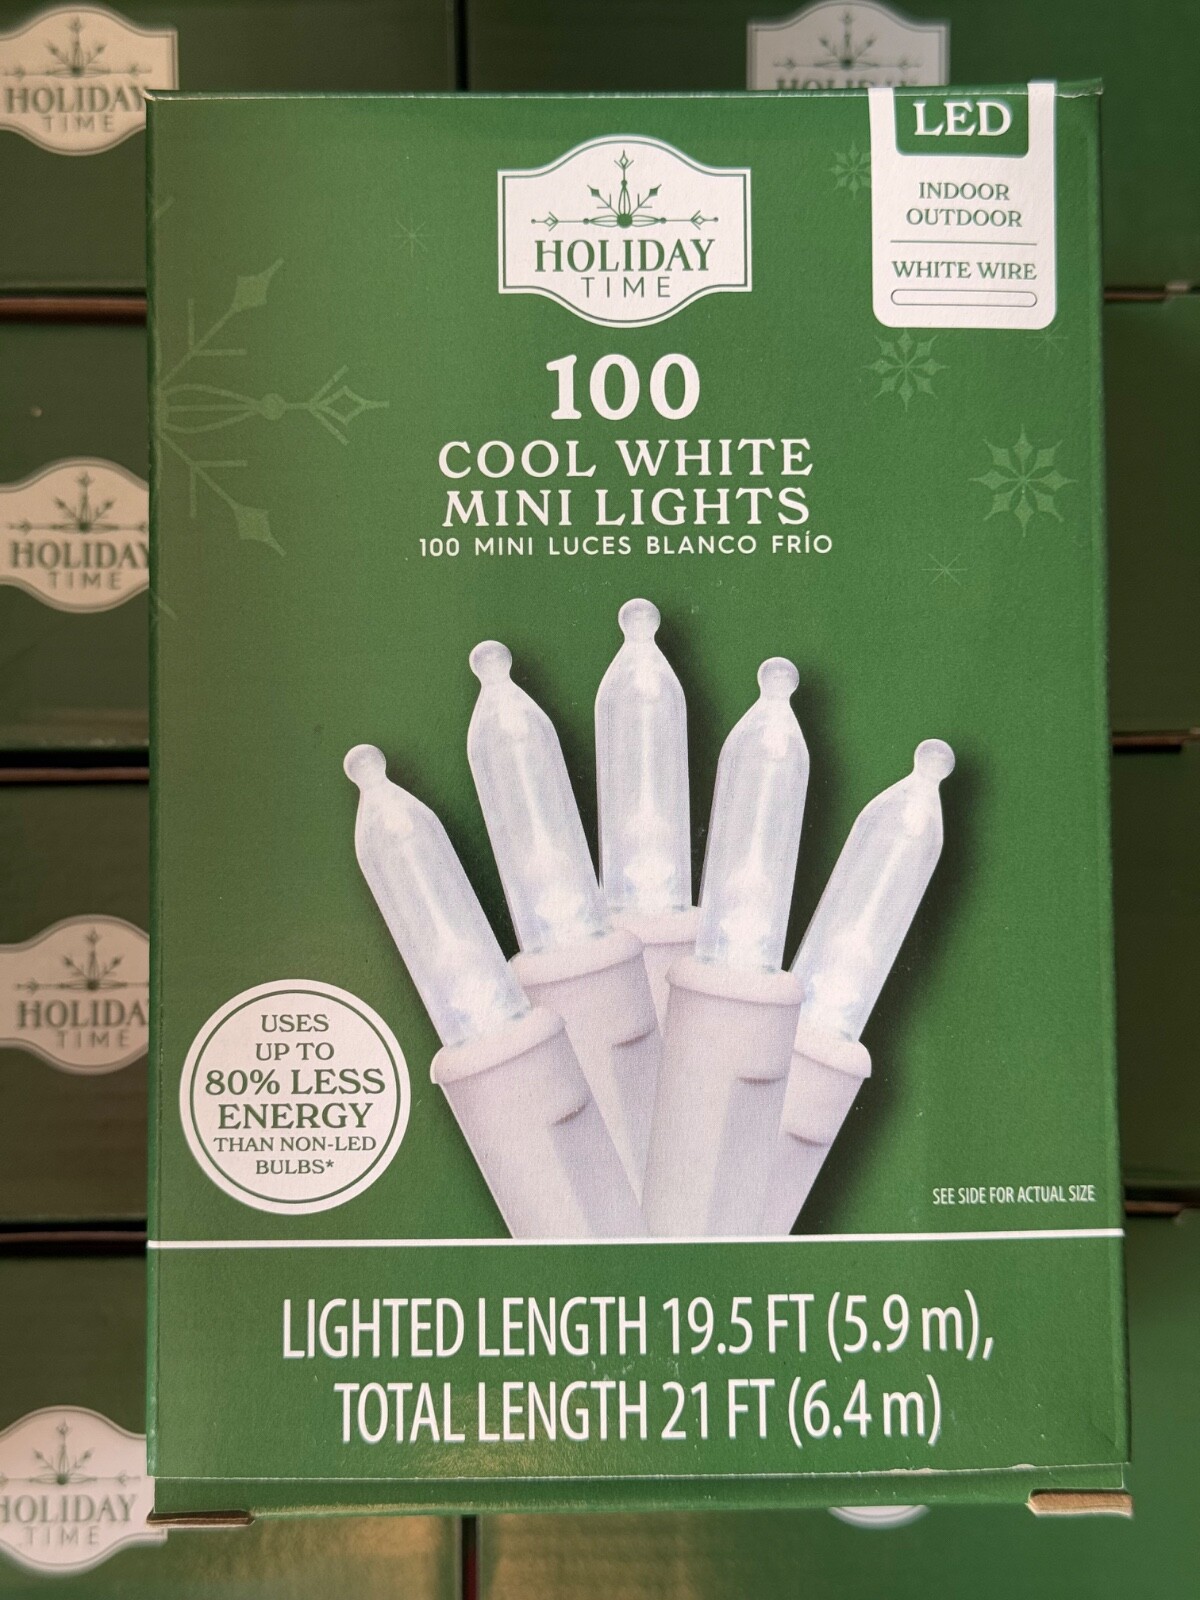 HOLIDAY
TIME
HOLIDAY
LED
INDOOR
OUTDOOR
WHITE WIRE
HOLIDAY
TIME
100
COOL WHITE
MINI LIGHTS
100 MINI LUCES BLANCO FRÍO
HOLIDAY
TIME
HOLIDA
TIME
USES
UP TO
80% LESS
ENERGY
THAN NON-LED
BULBS*
SEE SIDE FOR ACTUAL SIZE
LIGHTED LENGTH 19.5 FT (5.9 m),
TOTAL LENGTH 21 FT (6.4 m)
HOLIDAY
TIME